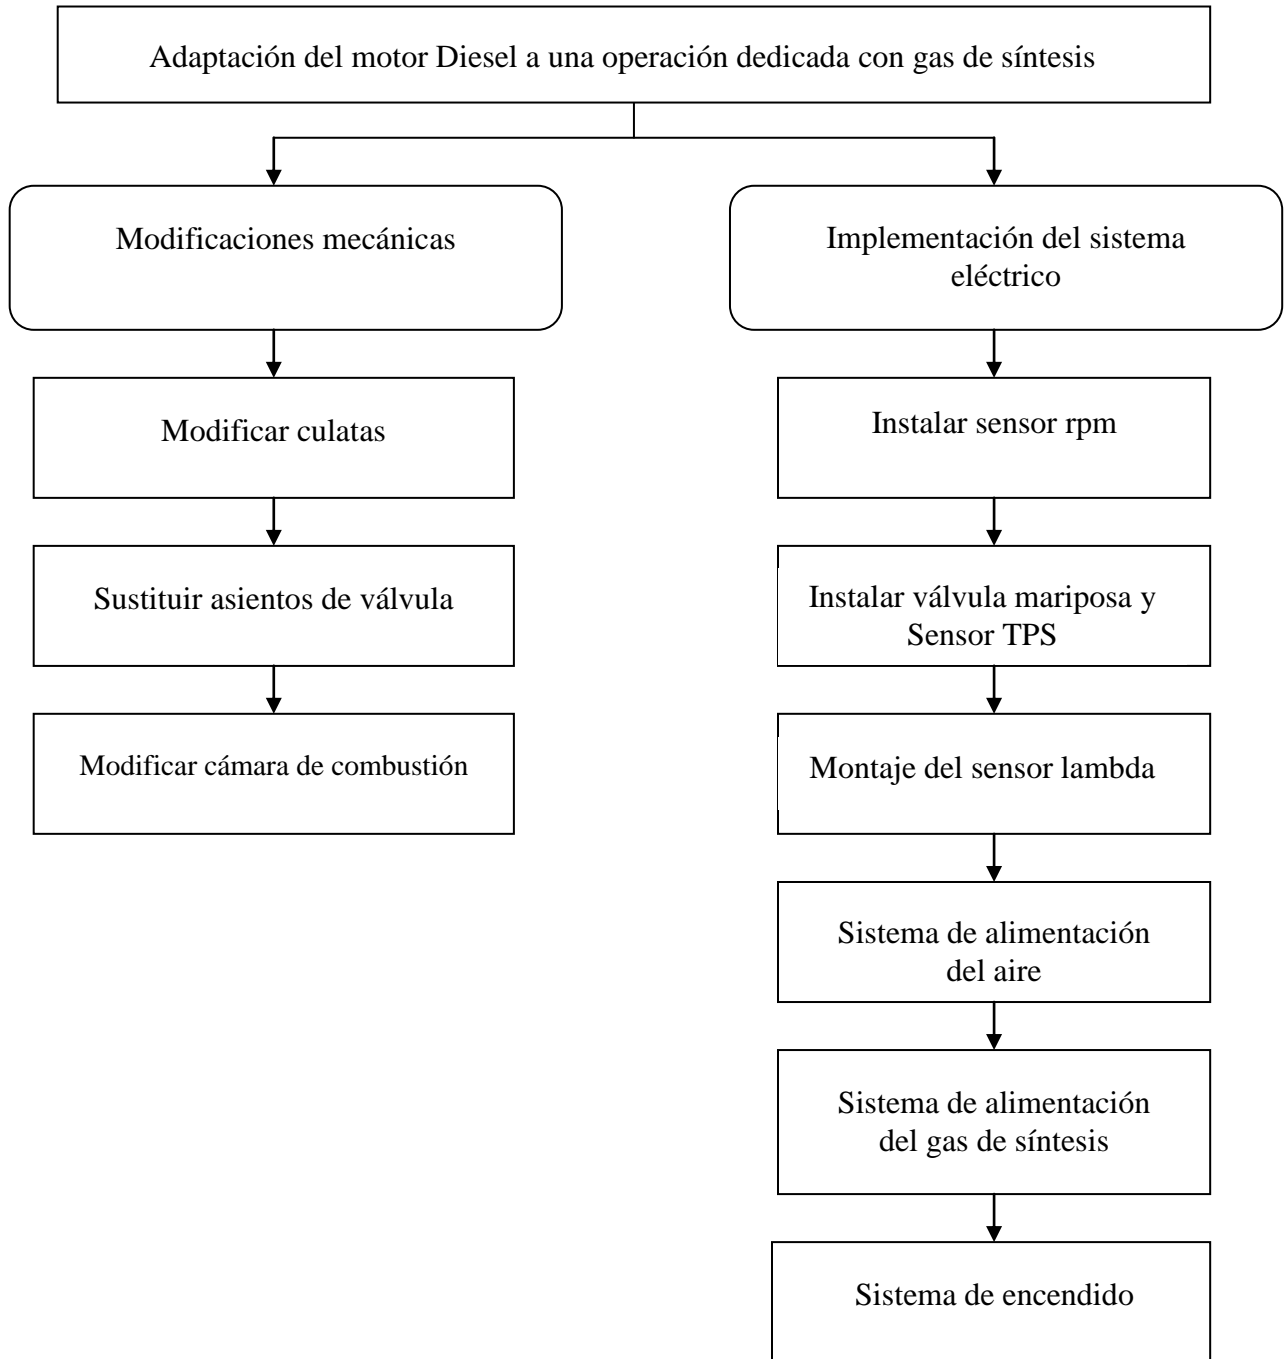 Adaptación del motor Diesel a una operación dedicada con gas de síntesis
Modificaciones mecánicas
Modificar culatas
Sustituir asientos de válvula
Modificar cámara de combustión
Implementación del sistema
eléctrico
Instalar sensor rpm
Instalar válvula mariposa y
Sensor TPS
Montaje del sensor lambda
Sistema de alimentación
del aire
Sistema de alimentación
del gas de síntesis
Sistema de encendido